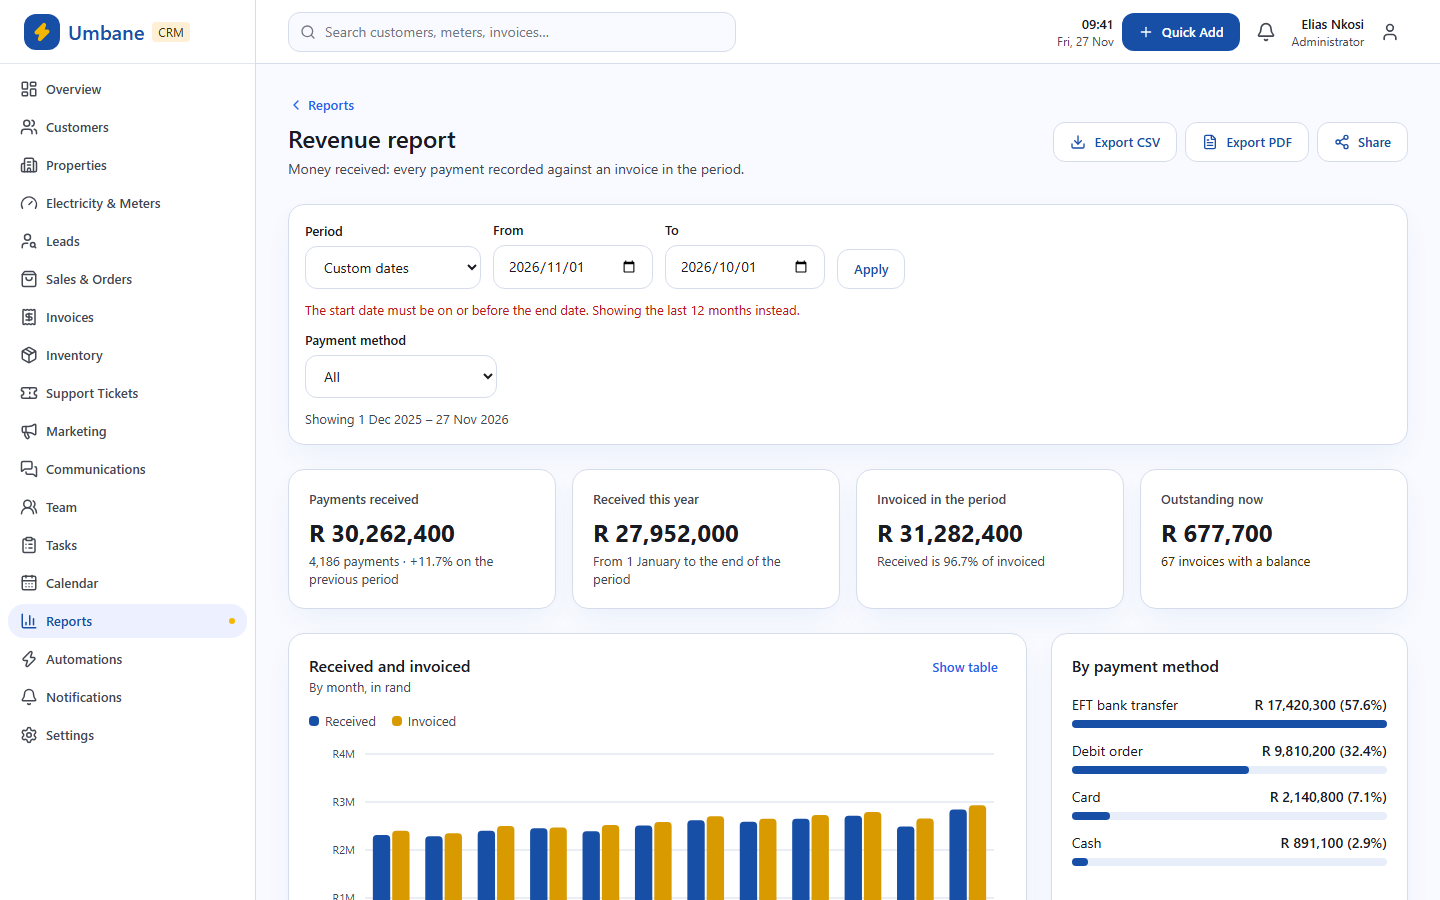 Umbane CRM
Search customers, meters, invoices...
09:41
Fri, 27 Nov
Quick Add
Elias Nkosi
Administrator
Overview
Customers
Properties
Electricity & Meters
Leads
Sales & Orders
Invoices
Inventory
Support Tickets
Marketing
Communications
Team
Tasks
Calendar
Reports
Automations
Notifications
Settings
Reports
Revenue report
Money received: every payment recorded against an invoice in the period.
Export CSV
Export PDF
Share
Period
From
To
Custom dates
2026/11/01
2026/10/01
Apply
The start date must be on or before the end date. Showing the last 12 months instead.
Payment method
All
Showing 1 Dec 2025 – 27 Nov 2026
Payments received
R 30,262,400
4,186 payments · +11.7% on the
previous period
Received this year
R 27,952,000
From 1 January to the end of the
period
Invoiced in the period
R 31,282,400
Received is 96.7% of invoiced
Outstanding now
R 677,700
67 invoices with a balance
Received and invoiced
Show table
By month, in rand
Received
Invoiced
R4M
R3M
R2M
R1M
By payment method
EFT bank transfer R 17,420,300 (57.6%)
Debit order R 9,810,200 (32.4%)
Card R 2,140,800 (7.1%)
Cash R 891,100 (2.9%)